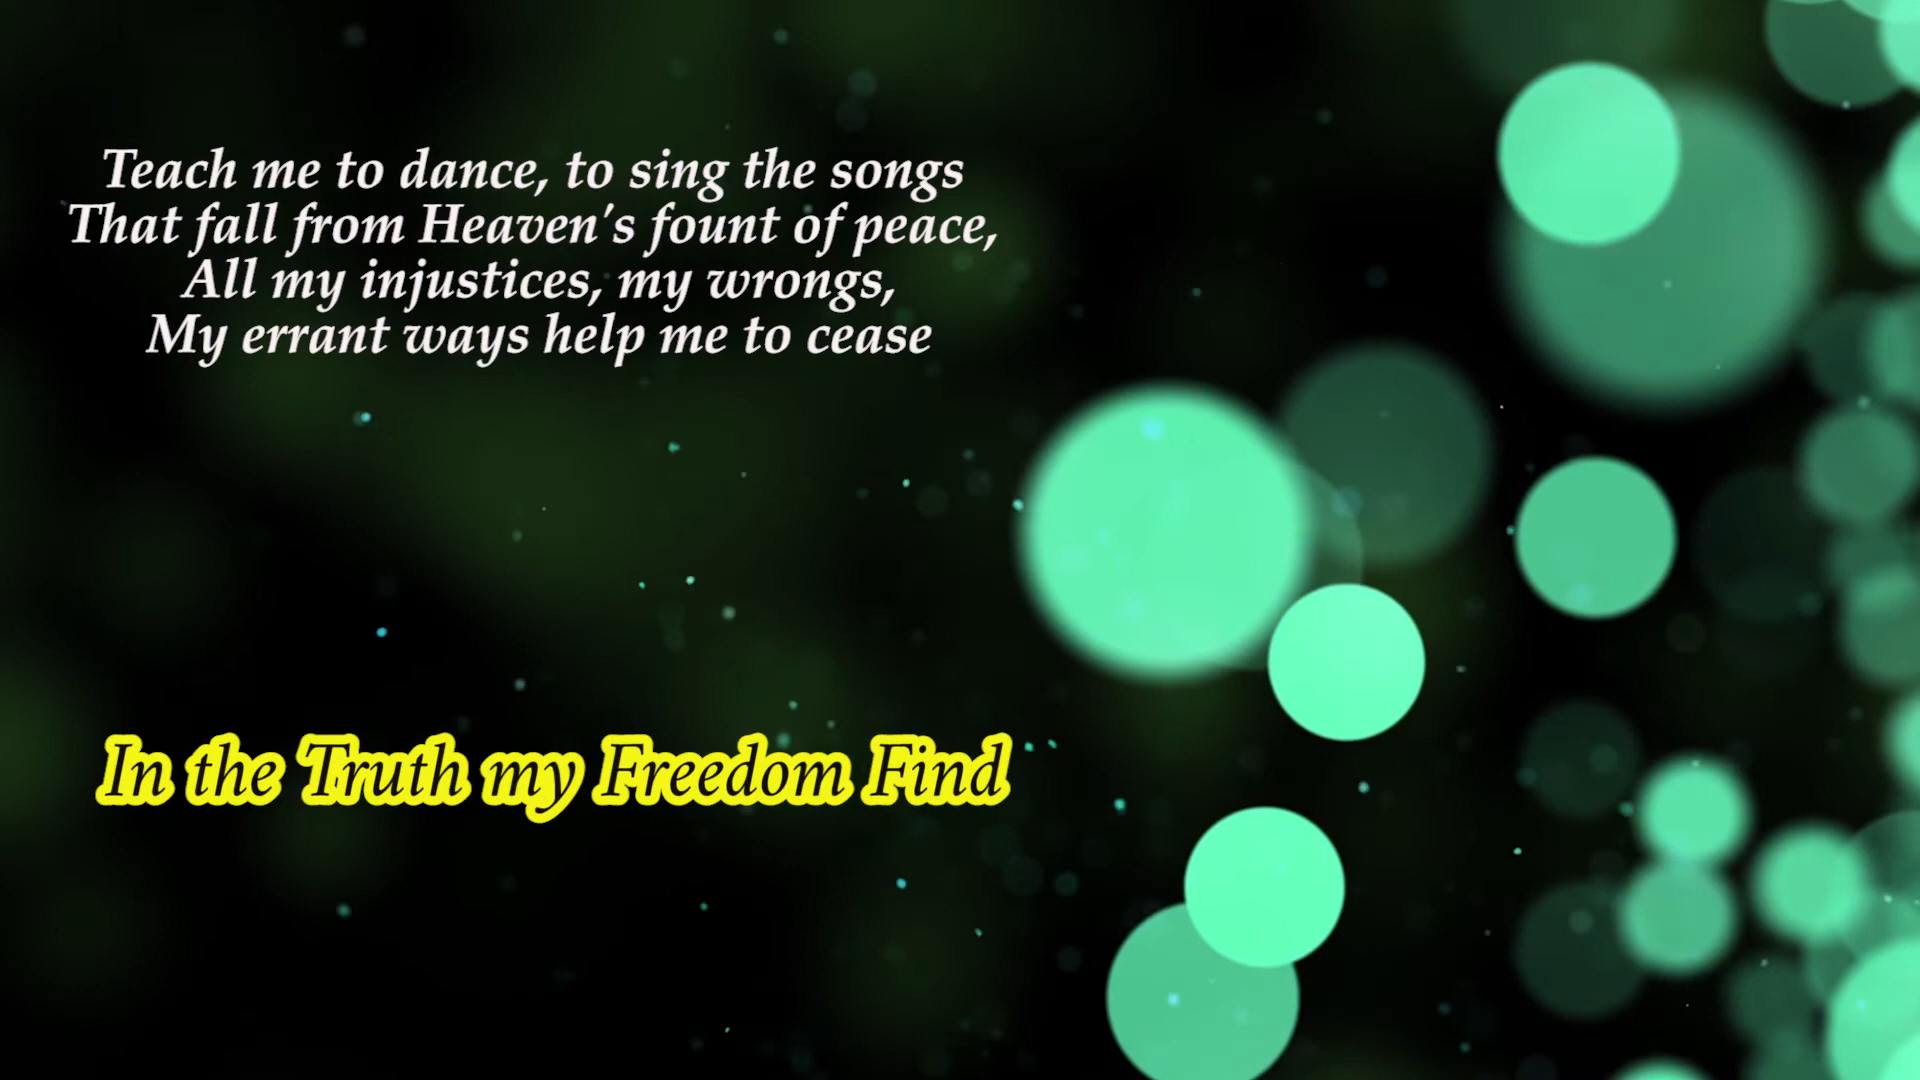 Teach me to dance, to sing the songs
That fall from Heaven's fount of peace,
All my injustices, my wrongs,
My errant ways help me to cease
In the Truth my Freedom Find